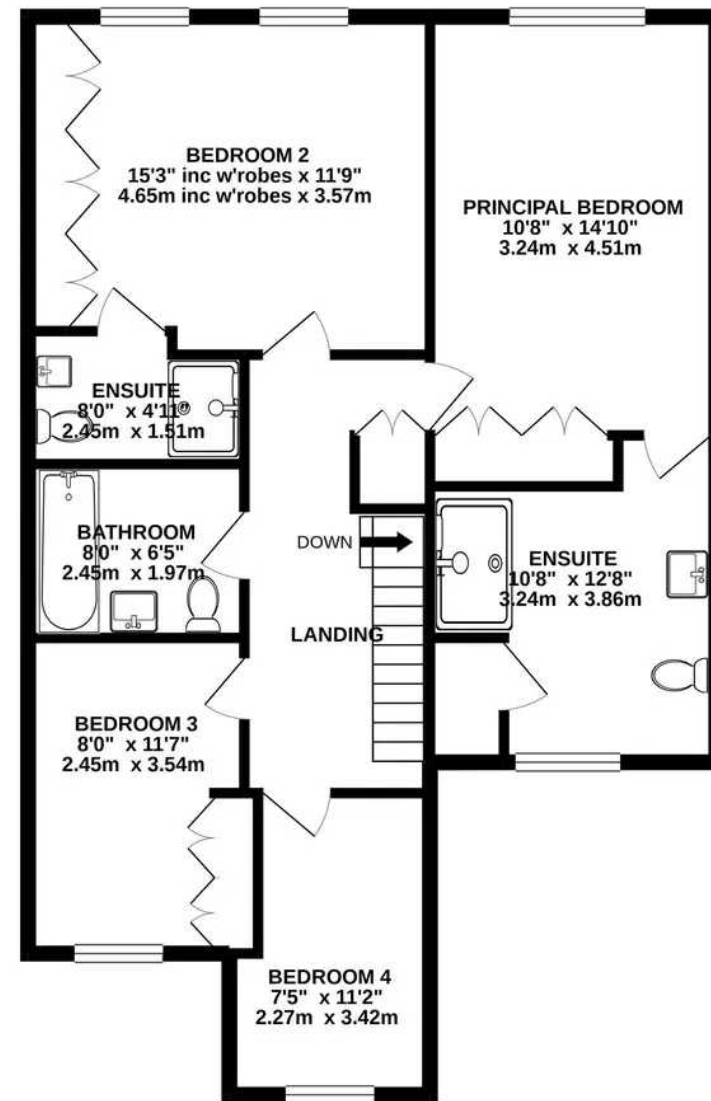 BEDROOM 2
15'3" inc w'robes x 11'9"
4.65m inc w'robes x 3.57m
PRINCIPAL BEDROOM
10'8" x 14'10"
3.24m x 4.51m
ENSUITE
8'0" x 4'11"
2.45m x 1.51m
BATHROOM
8'0" x 6'5"
2.45m x 1.97m
DOWN
ENSUITE
10'8" x 12'8"
3.24m x 3.86m
LANDING
BEDROOM 3
8'0" x 11'7"
2.45m x 3.54m
BEDROOM 4
7'5" x 11'2"
2.27m x 3.42m